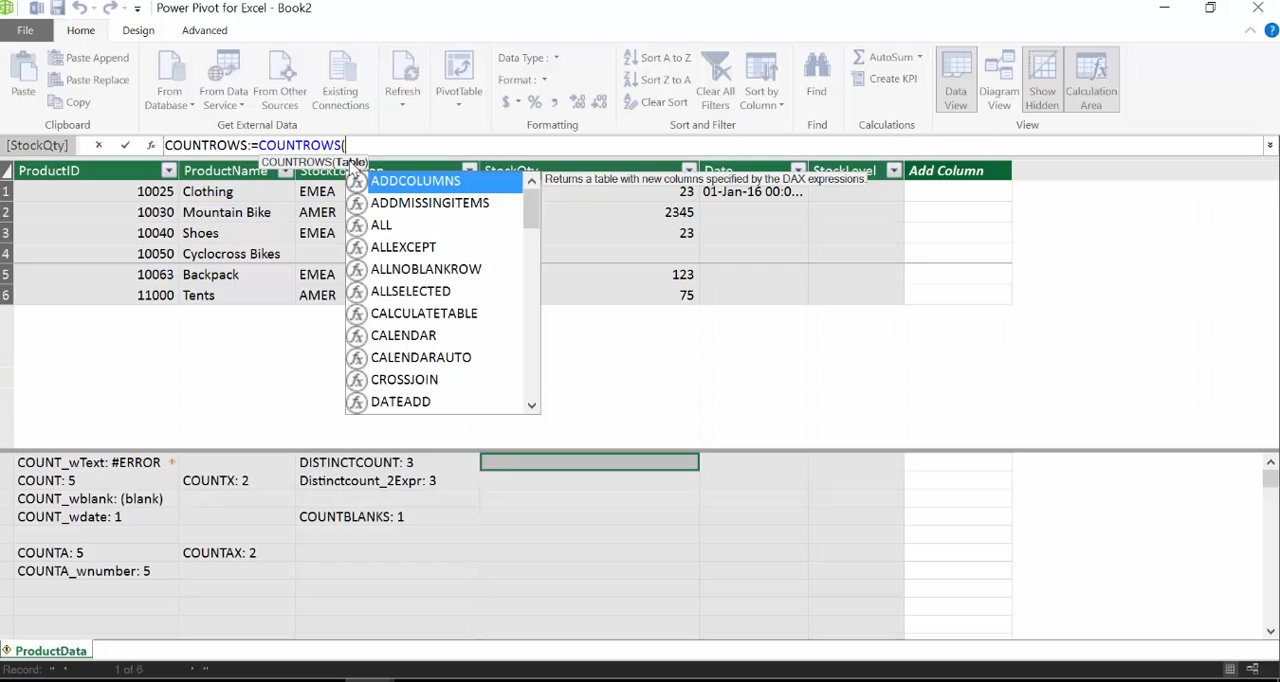 Power Pivot for Excel - Book2
File Home Design Advanced
Paste
Paste Append
Paste Replace
Copy
Clipboard
From Database
From Data Service
From Other Sources
Existing Connections
Get External Data
Refresh
PivotTable
Data Type :
Format :
$ % ,
Formatting
Sort A to Z
Sort Z to A
Clear Sort
Clear All Filters
Sort by Column
Sort and Filter
Find
Find
AutoSum
Create KPI
Calculations
Data View
Diagram View
Show Hidden
Calculation Area
View
[StockQty] fx COUNTROWS:=COUNTROWS(
COUNTROWS(Table)
ProductID ProductName StockQty Date StockLevel Add Column
Returns a table with new columns specified by the DAX expressions.
1 10025 Clothing EMEA 23 01-Jan-16 00:0...
2 10030 Mountain Bike AMER 2345
3 10040 Shoes EMEA 23
4 10050 Cyclocross Bikes
5 10063 Backpack EMEA 123
6 11000 Tents AMER 75
ADDCOLUMNS
ADDMISSINGITEMS
ALL
ALLEXCEPT
ALLNOBLANKROW
ALLSELECTED
CALCULATETABLE
CALENDAR
CALENDARAUTO
CROSSJOIN
DATEADD
COUNT_wText: #ERROR DISTINCTCOUNT: 3
COUNT: 5 COUNTX: 2 Distinctcount_2Expr: 3
COUNT_wblank: (blank)
COUNT_wdate: 1 COUNTBLANKS: 1
COUNTA: 5 COUNTAX: 2
COUNTA_wnumber: 5
ProductData
Record: 1 of 6